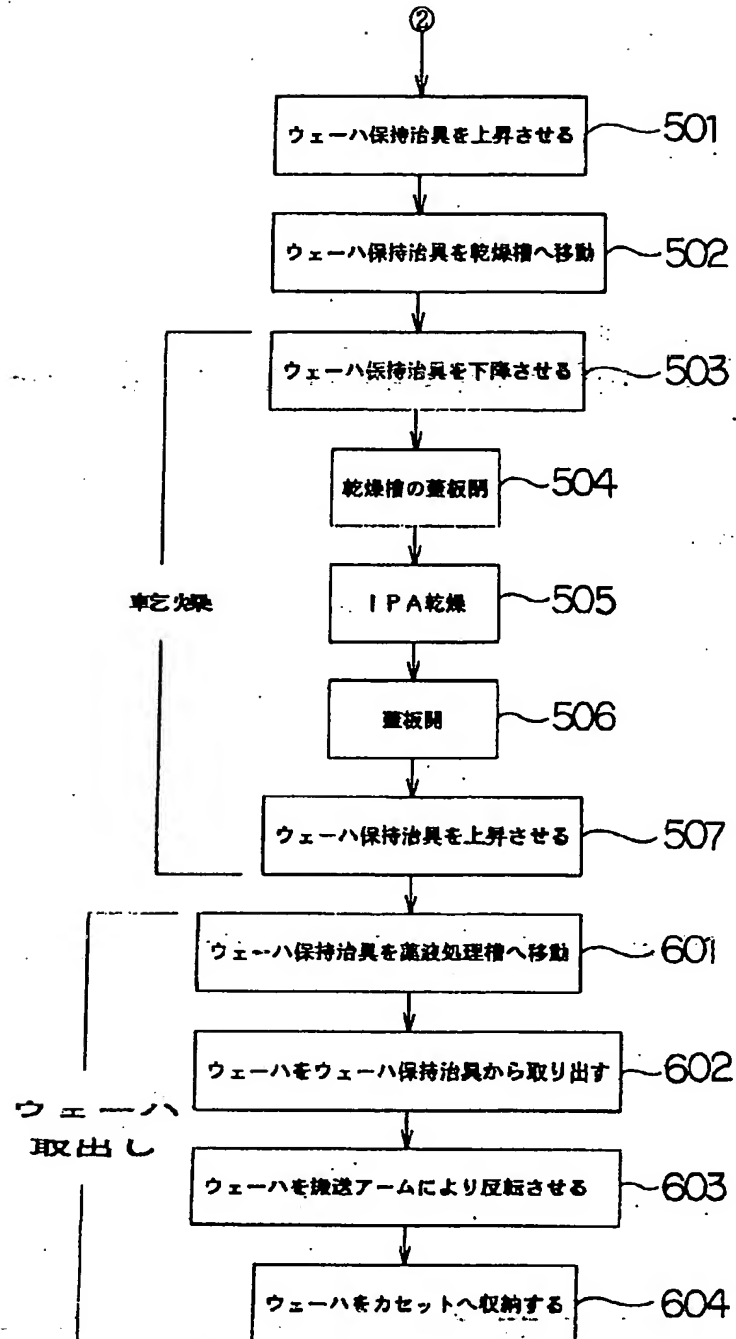 ②
ウェーハ保持治具を上昇させる 501
ウェーハ保持治具を乾燥槽へ移動 502
ウェーハ保持治具を下降させる 503
乾燥槽の蓋板閉 504
乾燥
IPA乾燥 505
蓋板開 506
ウェーハ保持治具を上昇させる 507
ウェーハ保持治具を薬液処理槽へ移動 601
ウェーハをウェーハ保持治具から取り出す 602
ウェーハ
取出し
ウェーハを搬送アームにより反転させる 603
ウェーハをカセットへ収納する 604